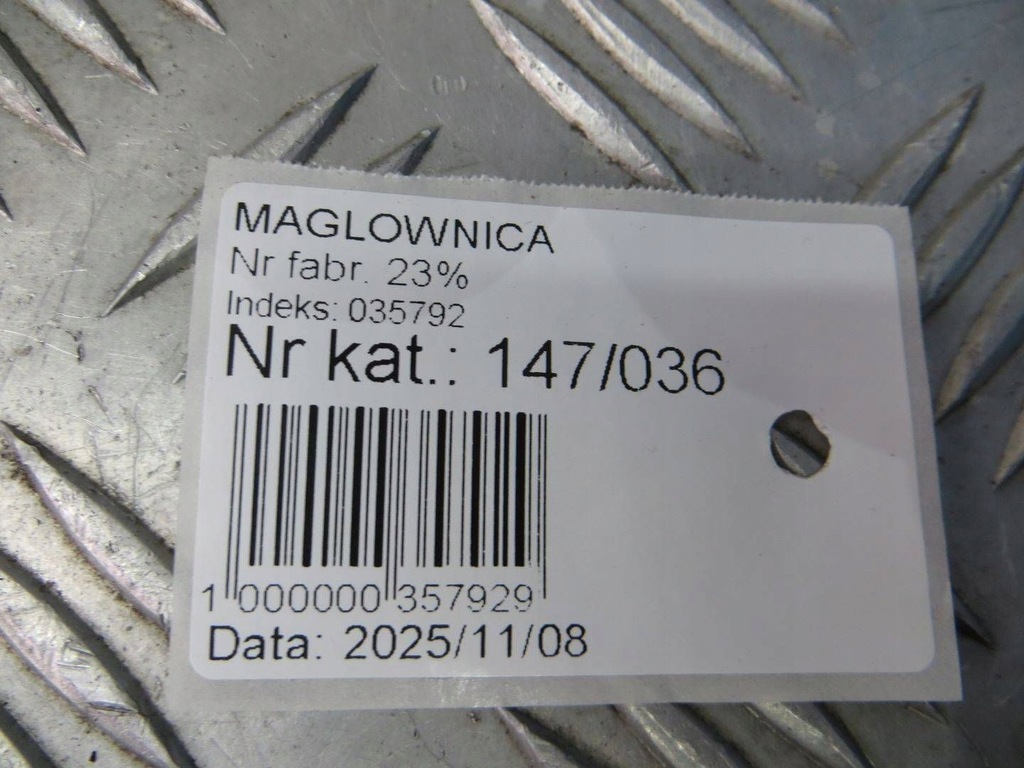 MAGLOWNICA
Nr fabr. 23%
Indeks: 035792
Nr kat.: 147/036
1 000000 357929
Data: 2025/11/08